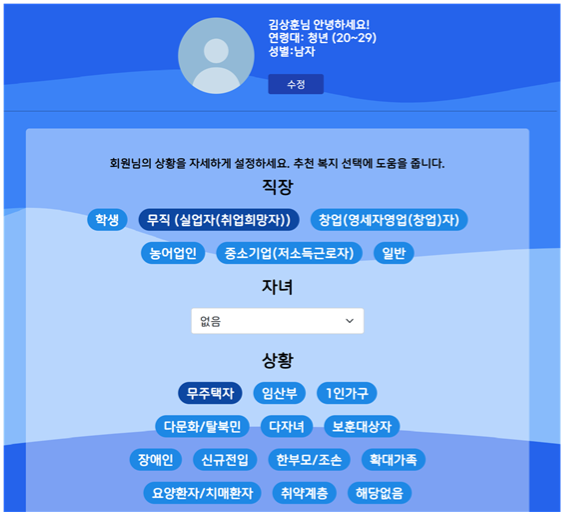 김상훈님 안녕하세요!
연령대: 청년 (20~29)
성별:남자
수정
회원님의 상황을 자세하게 설정하세요. 추천 복지 선택에 도움을 줍니다.
직장
학생 무직 (실업자(취업희망자)) 창업(영세자영업(창업)자)
농어업인 중소기업(저소득근로자) 일반
자녀
없음
상황
무주택자 임산부 1인가구
다문화/탈북민 다자녀 보훈대상자
장애인 신규전입 한부모/조손 확대가족
요양환자/치매환자 취약계층 해당없음